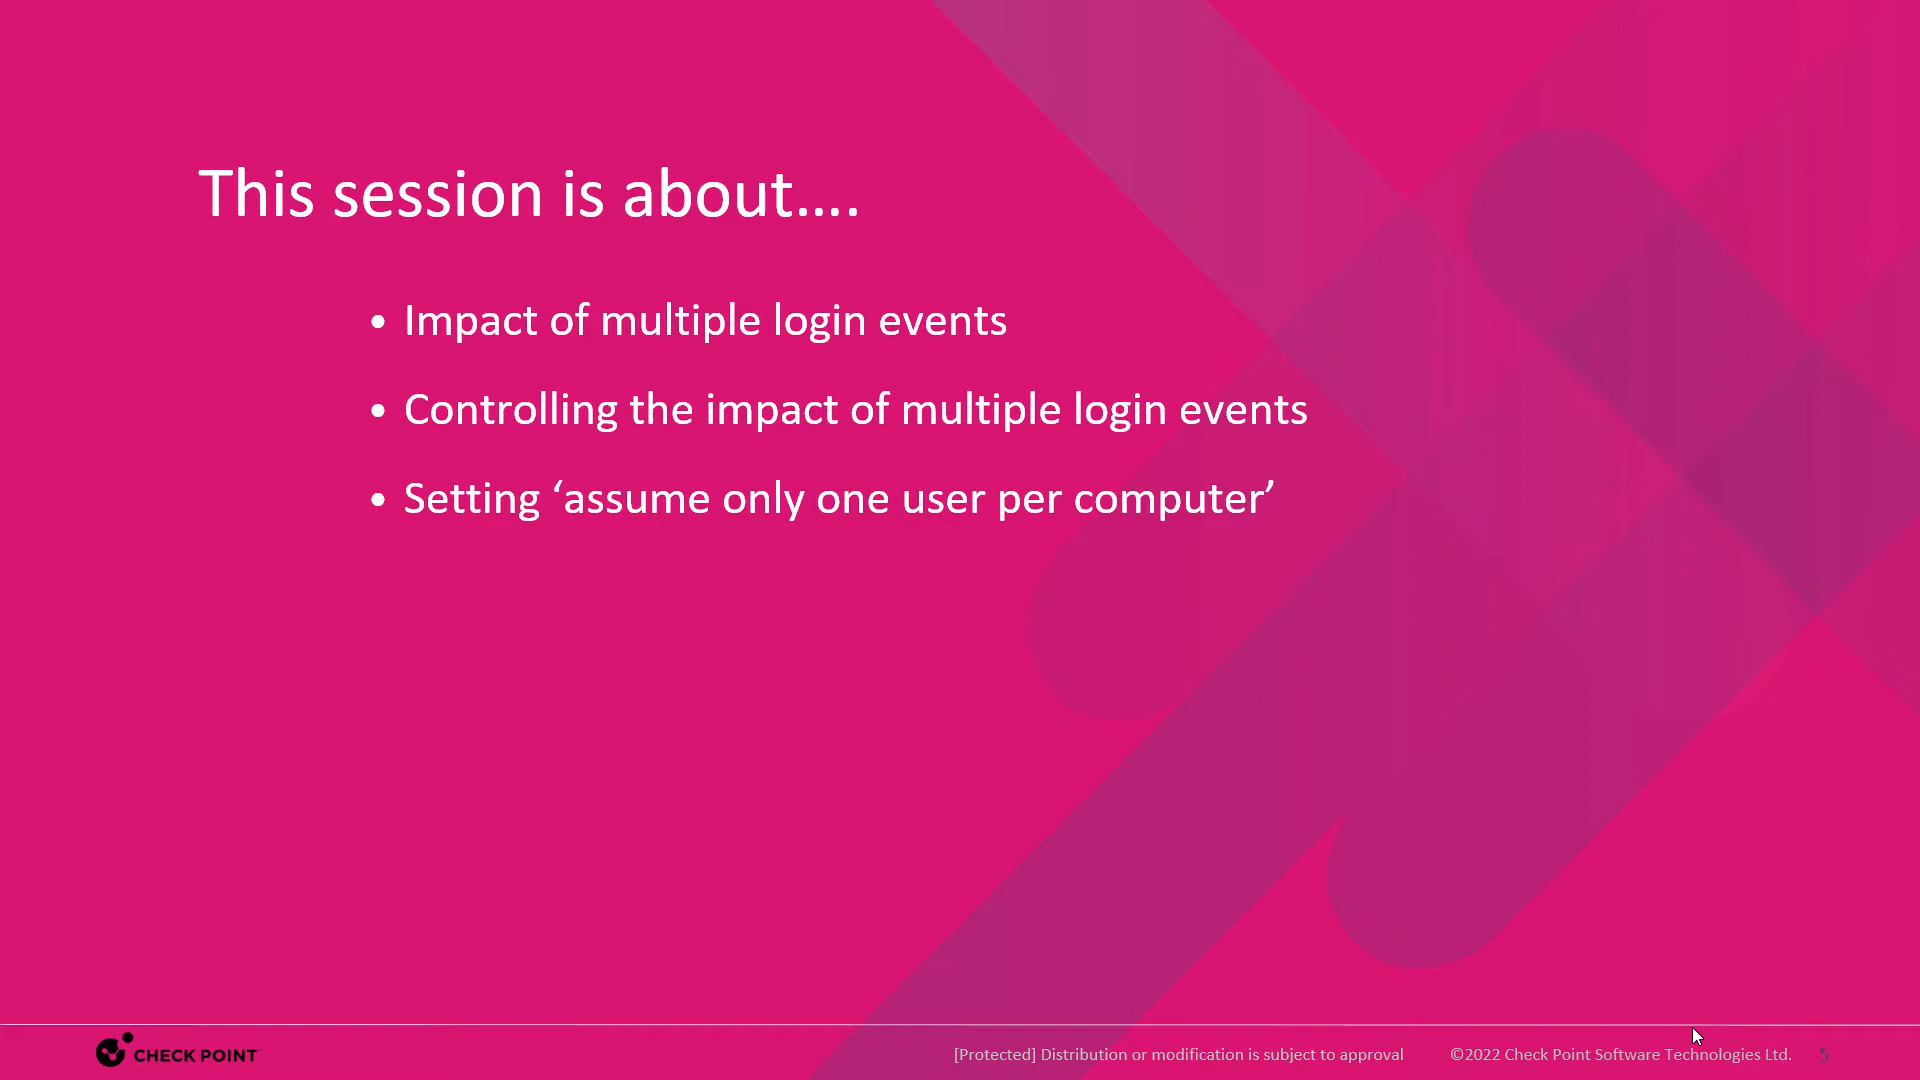 This session is about....
• Impact of multiple login events
• Controlling the impact of multiple login events
• Setting ‘assume only one user per computer’
CHECK POINT
[Protected] Distribution or modification is subject to approval
©2022 Check Point Software Technologies Ltd.
5